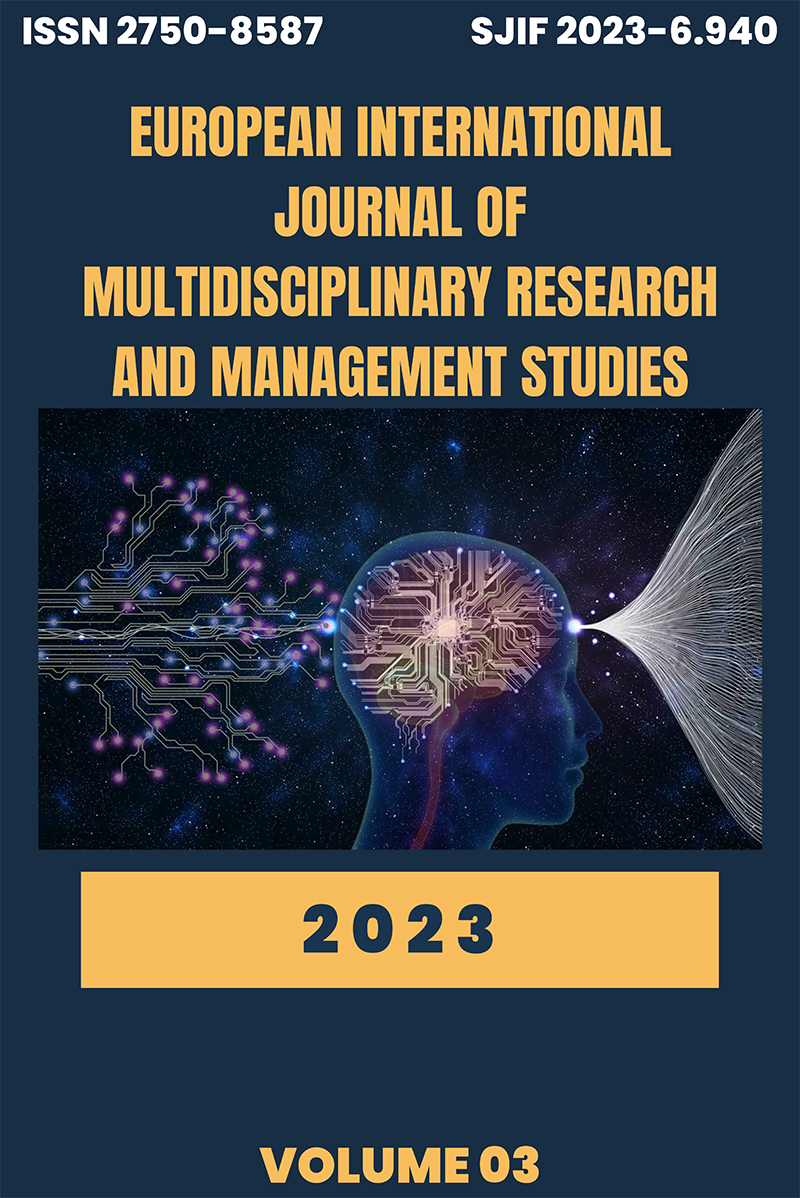 ISSN 2750-8587
SJIF 2023-6.940
EUROPEAN INTERNATIONAL
JOURNAL OF
MULTIDISCIPLINARY RESEARCH
AND MANAGEMENT STUDIES
2023
VOLUME 03